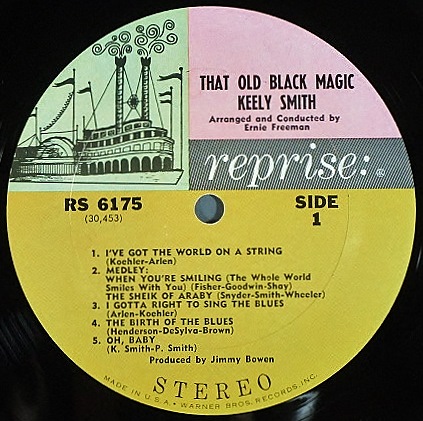 THAT OLD BLACK MAGIC
KEELY SMITH
Arranged and Conducted by
Ernie Freeman
reprise:®
RS 6175
(30,453)
SIDE
1
1. I'VE GOT THE WORLD ON A STRING
(Koehler-Arlen)
2. MEDLEY:
WHEN YOU'RE SMILING (The Whole World
Smiles With You) (Fisher-Goodwin-Shay)
THE SHEIK OF ARABY (Snyder-Smith-Wheeler)
3. I GOTTA RIGHT TO SING THE BLUES
(Arlen-Koehler)
4. THE BIRTH OF THE BLUES
(Henderson-DeSylva-Brown)
5. OH, BABY
(K. Smith-P. Smith)
Produced by Jimmy Bowen
STEREO
MADE IN U.S.A. • WARNER BROS. RECORDS, INC.